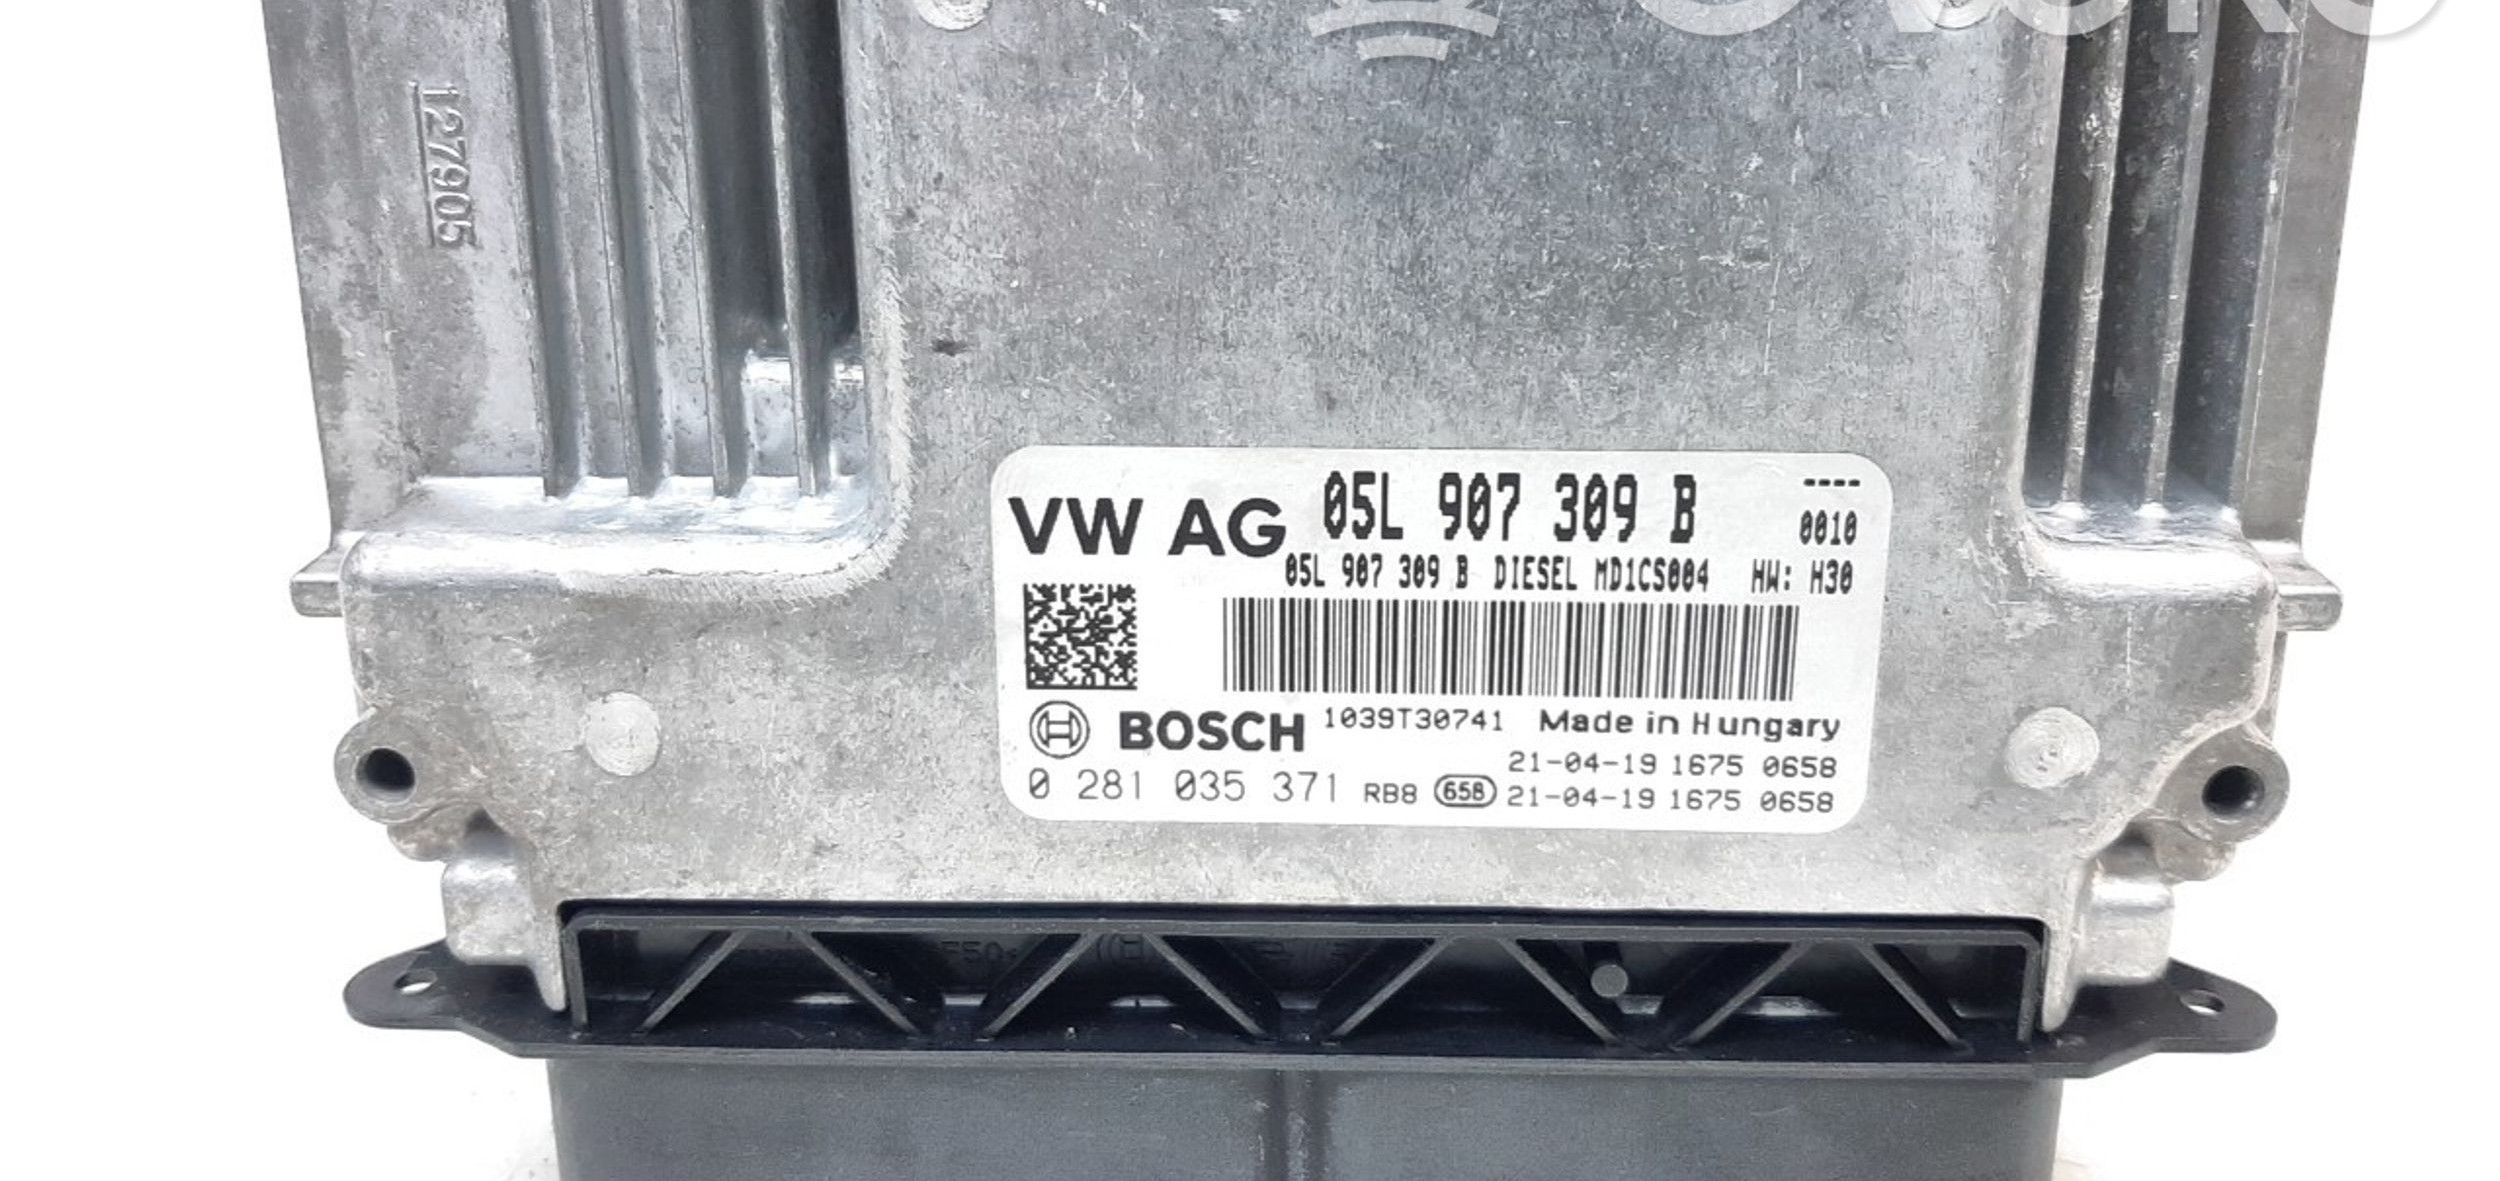 127905
VW AG 05L 907 309 B ----
0010
05L 907 309 B DIESEL MD1CS004 HW: H30
BOSCH 1039T30741 Made in Hungary
21-04-19 1675 0658
0 281 035 371 RB8 658 21-04-19 1675 0658